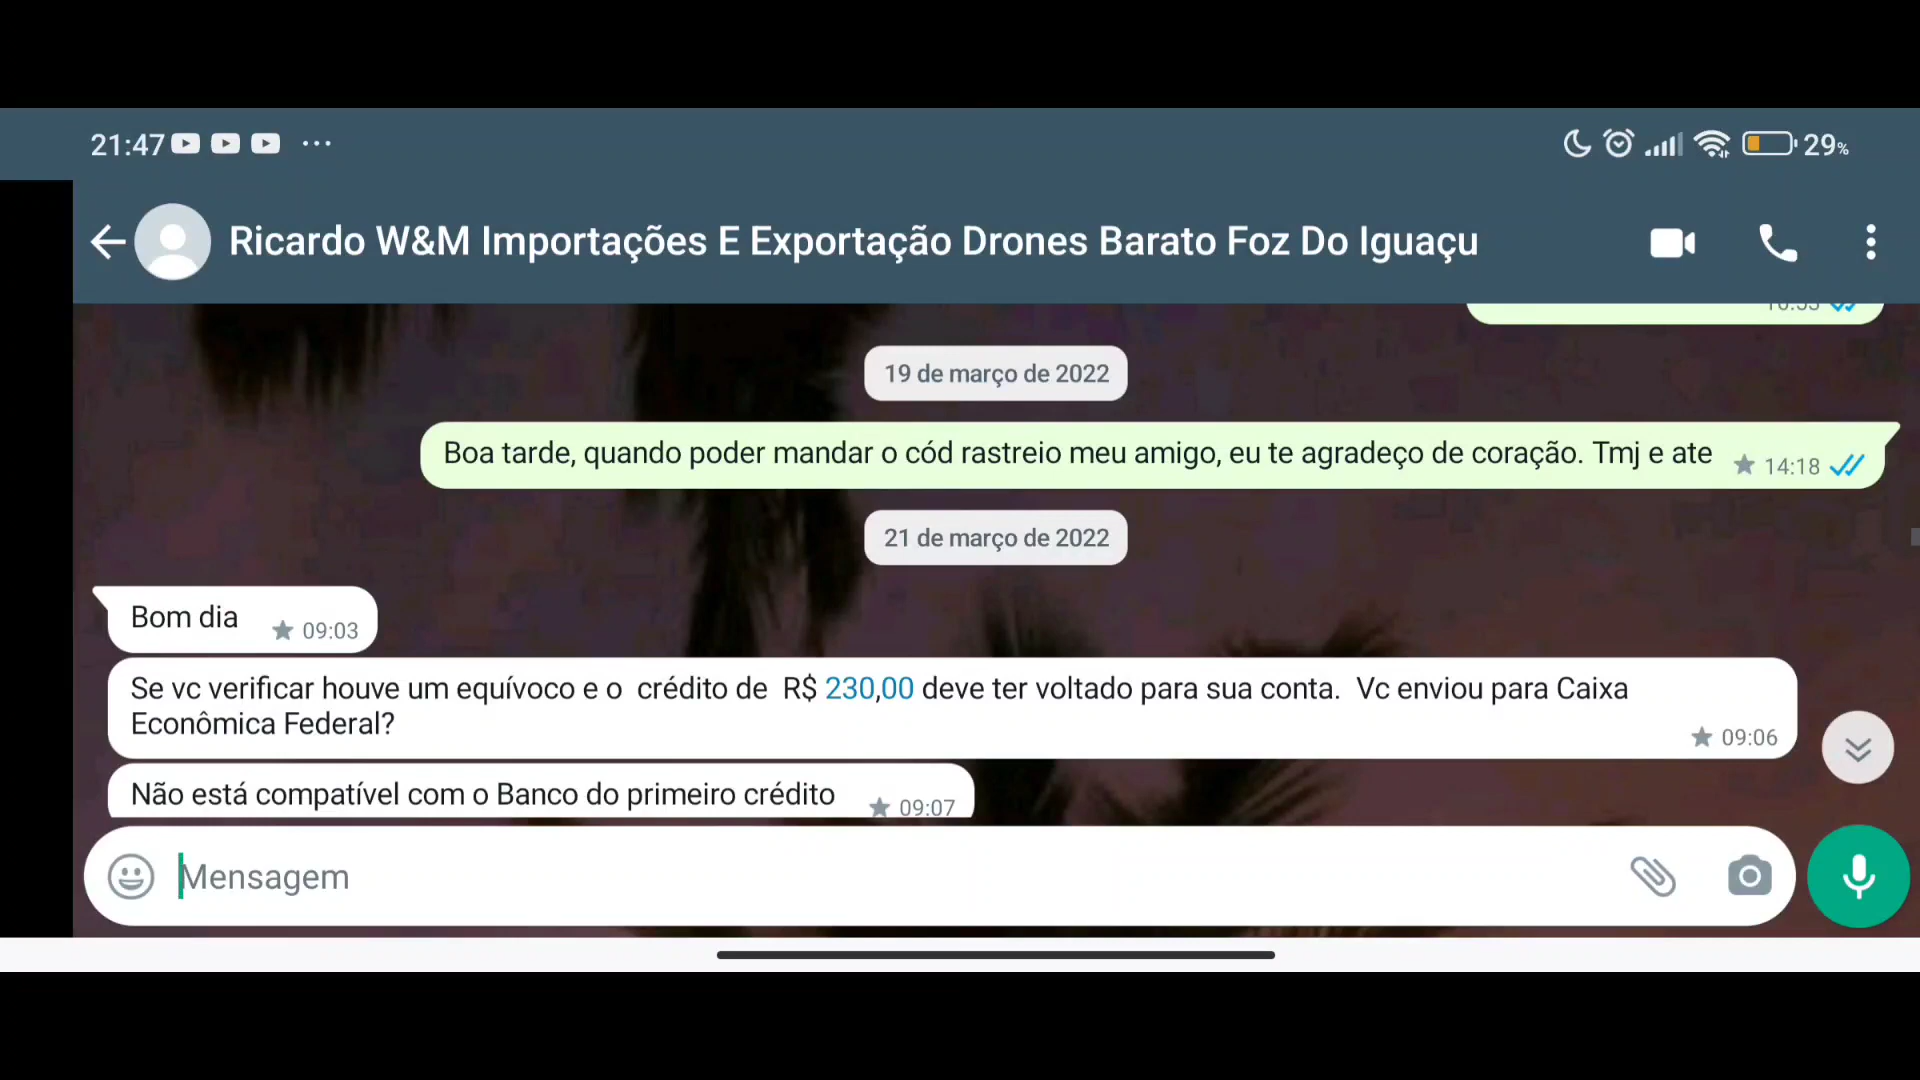 21:47
29%
Ricardo W&M Importações E Exportação Drones Barato Foz Do Iguaçu
19 de março de 2022
Boa tarde, quando poder mandar o cód rastreio meu amigo, eu te agradeço de coração. Tmj e ate
14:18
21 de março de 2022
Bom dia
09:03
Se vc verificar houve um equívoco e o  crédito de  R$ 230,00 deve ter voltado para sua conta.  Vc enviou para Caixa
Econômica Federal?
09:06
Não está compatível com o Banco do primeiro crédito
09:07
Mensagem